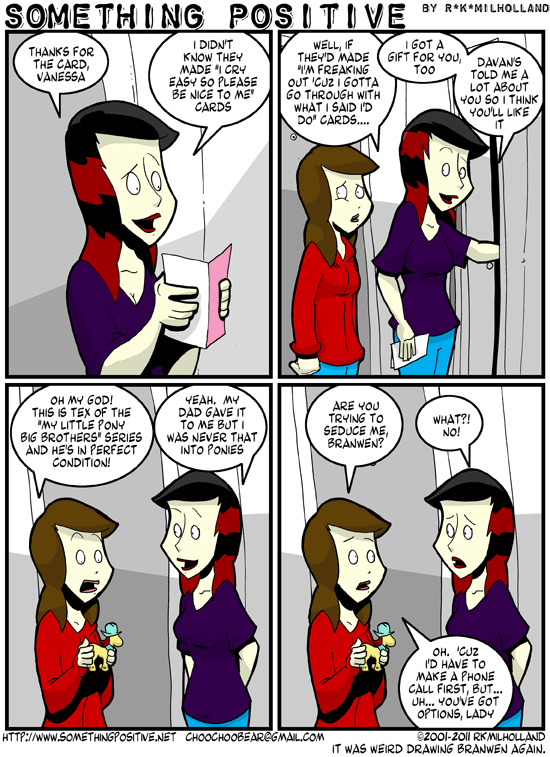 SOMETHING POSITIVE BY R*K*MILHOLLAND
THANKS FOR
THE CARD,
VANESSA
I DIDN'T
KNOW THEY
MADE "I CRY
EASY SO PLEASE
BE NICE TO ME"
CARDS
WELL, IF
THEY'D MADE
"I'M FREAKING
OUT 'CUZ I GOTTA
GO THROUGH WITH
WHAT I SAID I'D
DO" CARDS....
I GOT A
GIFT FOR YOU,
TOO
DAVAN'S
TOLD ME A
LOT ABOUT
YOU SO I THINK
YOU'LL LIKE
IT
OH MY GOD!
THIS IS TEX OF THE
"MY LITTLE PONY
BIG BROTHERS" SERIES
AND HE'S IN PERFECT
CONDITION!
YEAH. MY
DAD GAVE IT
TO ME BUT I
WAS NEVER THAT
INTO PONIES
ARE YOU
TRYING TO
SEDUCE ME,
BRANWEN?
WHAT?!
NO!
OH. 'CUZ
I'D HAVE TO
MAKE A PHONE
CALL FIRST, BUT...
UH... YOU'VE GOT
OPTIONS, LADY
HTTP://WWW.SOMETHINGPOSITIVE.NET CHOOCHOOBEAR@GMAIL.COM ©2001-2011 RKMILHOLLAND
IT WAS WEIRD DRAWING BRANWEN AGAIN.